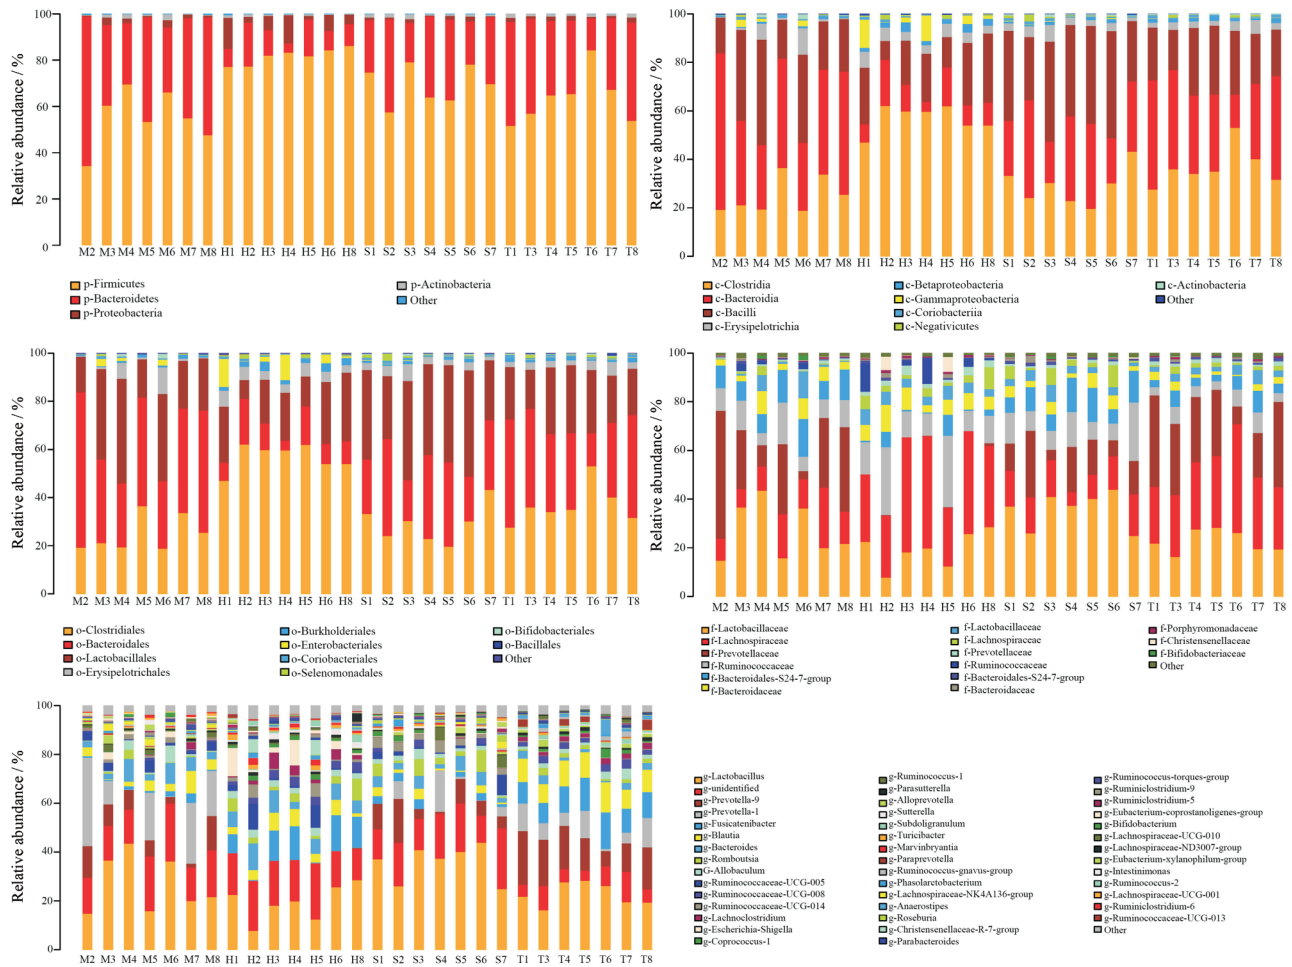 Relative abundance / %
100
80
60
40
20
0
M2 M3 M4 M5 M6 M7 M8 H1 H2 H3 H4 H5 H6 H8 S1 S2 S3 S4 S5 S6 S7 T1 T3 T4 T5 T6 T7 T8
p-Firmicutes
p-Bacteroidetes
p-Proteobacteria
p-Actinobacteria
Other
Relative abundance / %
100
80
60
40
20
0
M2 M3 M4 M5 M6 M7 M8 H1 H2 H3 H4 H5 H6 H8 S1 S2 S3 S4 S5 S6 S7 T1 T3 T4 T5 T6 T7 T8
c-Clostridia
c-Bacteroidia
c-Bacilli
c-Erysipelotrichia
c-Betaproteobacteria
c-Gammaproteobacteria
c-Coriobacteriia
c-Negativicutes
c-Actinobacteria
Other
Relative abundance / %
100
80
60
40
20
0
M2 M3 M4 M5 M6 M7 M8 H1 H2 H3 H4 H5 H6 H8 S1 S2 S3 S4 S5 S6 S7 T1 T3 T4 T5 T6 T7 T8
o-Clostridiales
o-Bacteroidales
o-Lactobacillales
o-Erysipelotrichales
o-Burkholderiales
o-Enterobacteriales
o-Coriobacteriales
o-Selenomonadales
o-Bifidobacteriales
o-Bacillales
Other
Relative abundance / %
100
80
60
40
20
0
M2 M3 M4 M5 M6 M7 M8 H1 H2 H3 H4 H5 H6 H8 S1 S2 S3 S4 S5 S6 S7 T1 T3 T4 T5 T6 T7 T8
f-Lactobacillaceae
f-Lachnospiraceae
f-Prevotellaceae
f-Ruminococcaceae
f-Bacteroidales-S24-7-group
f-Bacteroidaceae
f-Lactobacillaceae
f-Lachnospiraceae
f-Prevotellaceae
f-Ruminococcaceae
f-Bacteroidales-S24-7-group
f-Bacteroidaceae
f-Porphyromonadaceae
f-Christensenellaceae
f-Bifidobacteriaceae
Other
Relative abundance / %
100
80
60
40
20
0
M2 M3 M4 M5 M6 M7 M8 H1 H2 H3 H4 H5 H6 H8 S1 S2 S3 S4 S5 S6 S7 T1 T3 T4 T5 T6 T7 T8
g-Lactobacillus
g-unidentified
g-Prevotella-9
g-Prevotella-1
g-Fusicatenibacter
g-Blautia
g-Bacteroides
g-Romboutsia
G-Allobaculum
g-Ruminococcaceae-UCG-005
g-Ruminococcaceae-UCG-008
g-Ruminococcaceae-UCG-014
g-Lachnoclostridium
g-Escherichia-Shigella
g-Coprococcus-1
g-Ruminococcus-1
g-Parasutterella
g-Alloprevotella
g-Sutterella
g-Subdoligranulum
g-Turicibacter
g-Marvinbryantia
g-Paraprevotella
g-Ruminococcus-gnavus-group
g-Phasolarctobacterium
g-Lachnospiraceae-NK4A136-group
g-Anaerostipes
g-Roseburia
g-Christensenellaceae-R-7-group
g-Parabacteroides
g-Ruminococcus-torques-group
g-Ruminiclostridium-9
g-Ruminiclostridium-5
g-Eubacterium-coprostanoligenes-group
g-Bifidobacterium
g-Lachnospiraceae-UCG-010
g-Lachnospiraceae-ND3007-group
g-Eubacterium-xylanophilum-group
g-Intestinimonas
g-Ruminococcus-2
g-Lachnospiraceae-UCG-001
g-Ruminiclostridium-6
g-Ruminococcaceae-UCG-013
Other